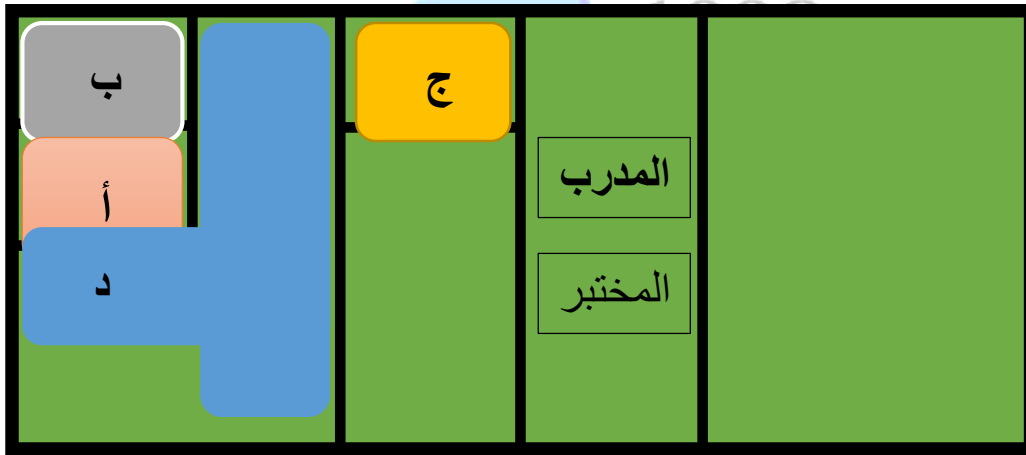 ب
ج
المدرب
أ
المختبر
د